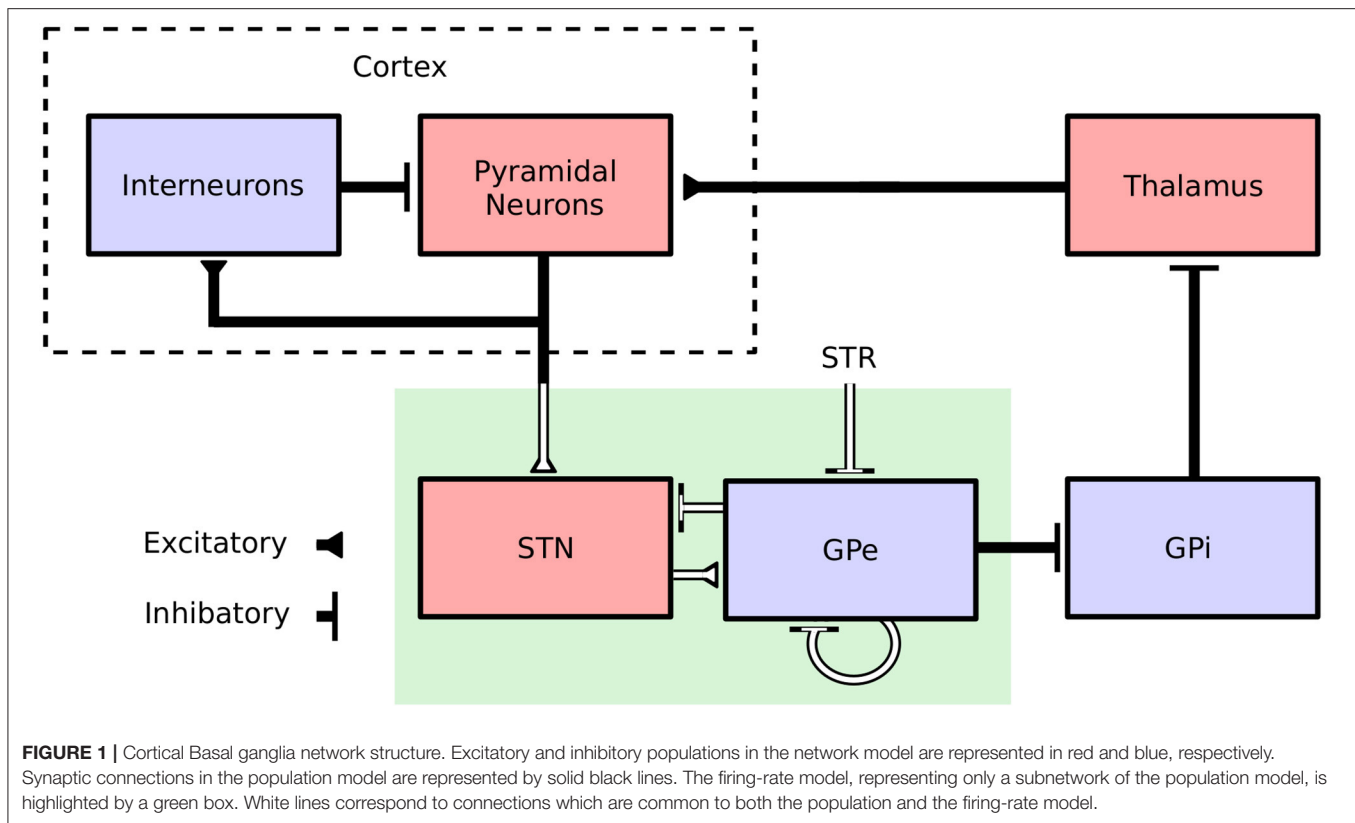 Cortex
Interneurons
Pyramidal
Neurons
Thalamus
STR
STN
GPe
GPi
Excitatory
Inhibatory
FIGURE 1 | Cortical Basal ganglia network structure. Excitatory and inhibitory populations in the network model are represented in red and blue, respectively.
Synaptic connections in the population model are represented by solid black lines. The firing-rate model, representing only a subnetwork of the population model, is
highlighted by a green box. White lines correspond to connections which are common to both the population and the firing-rate model.